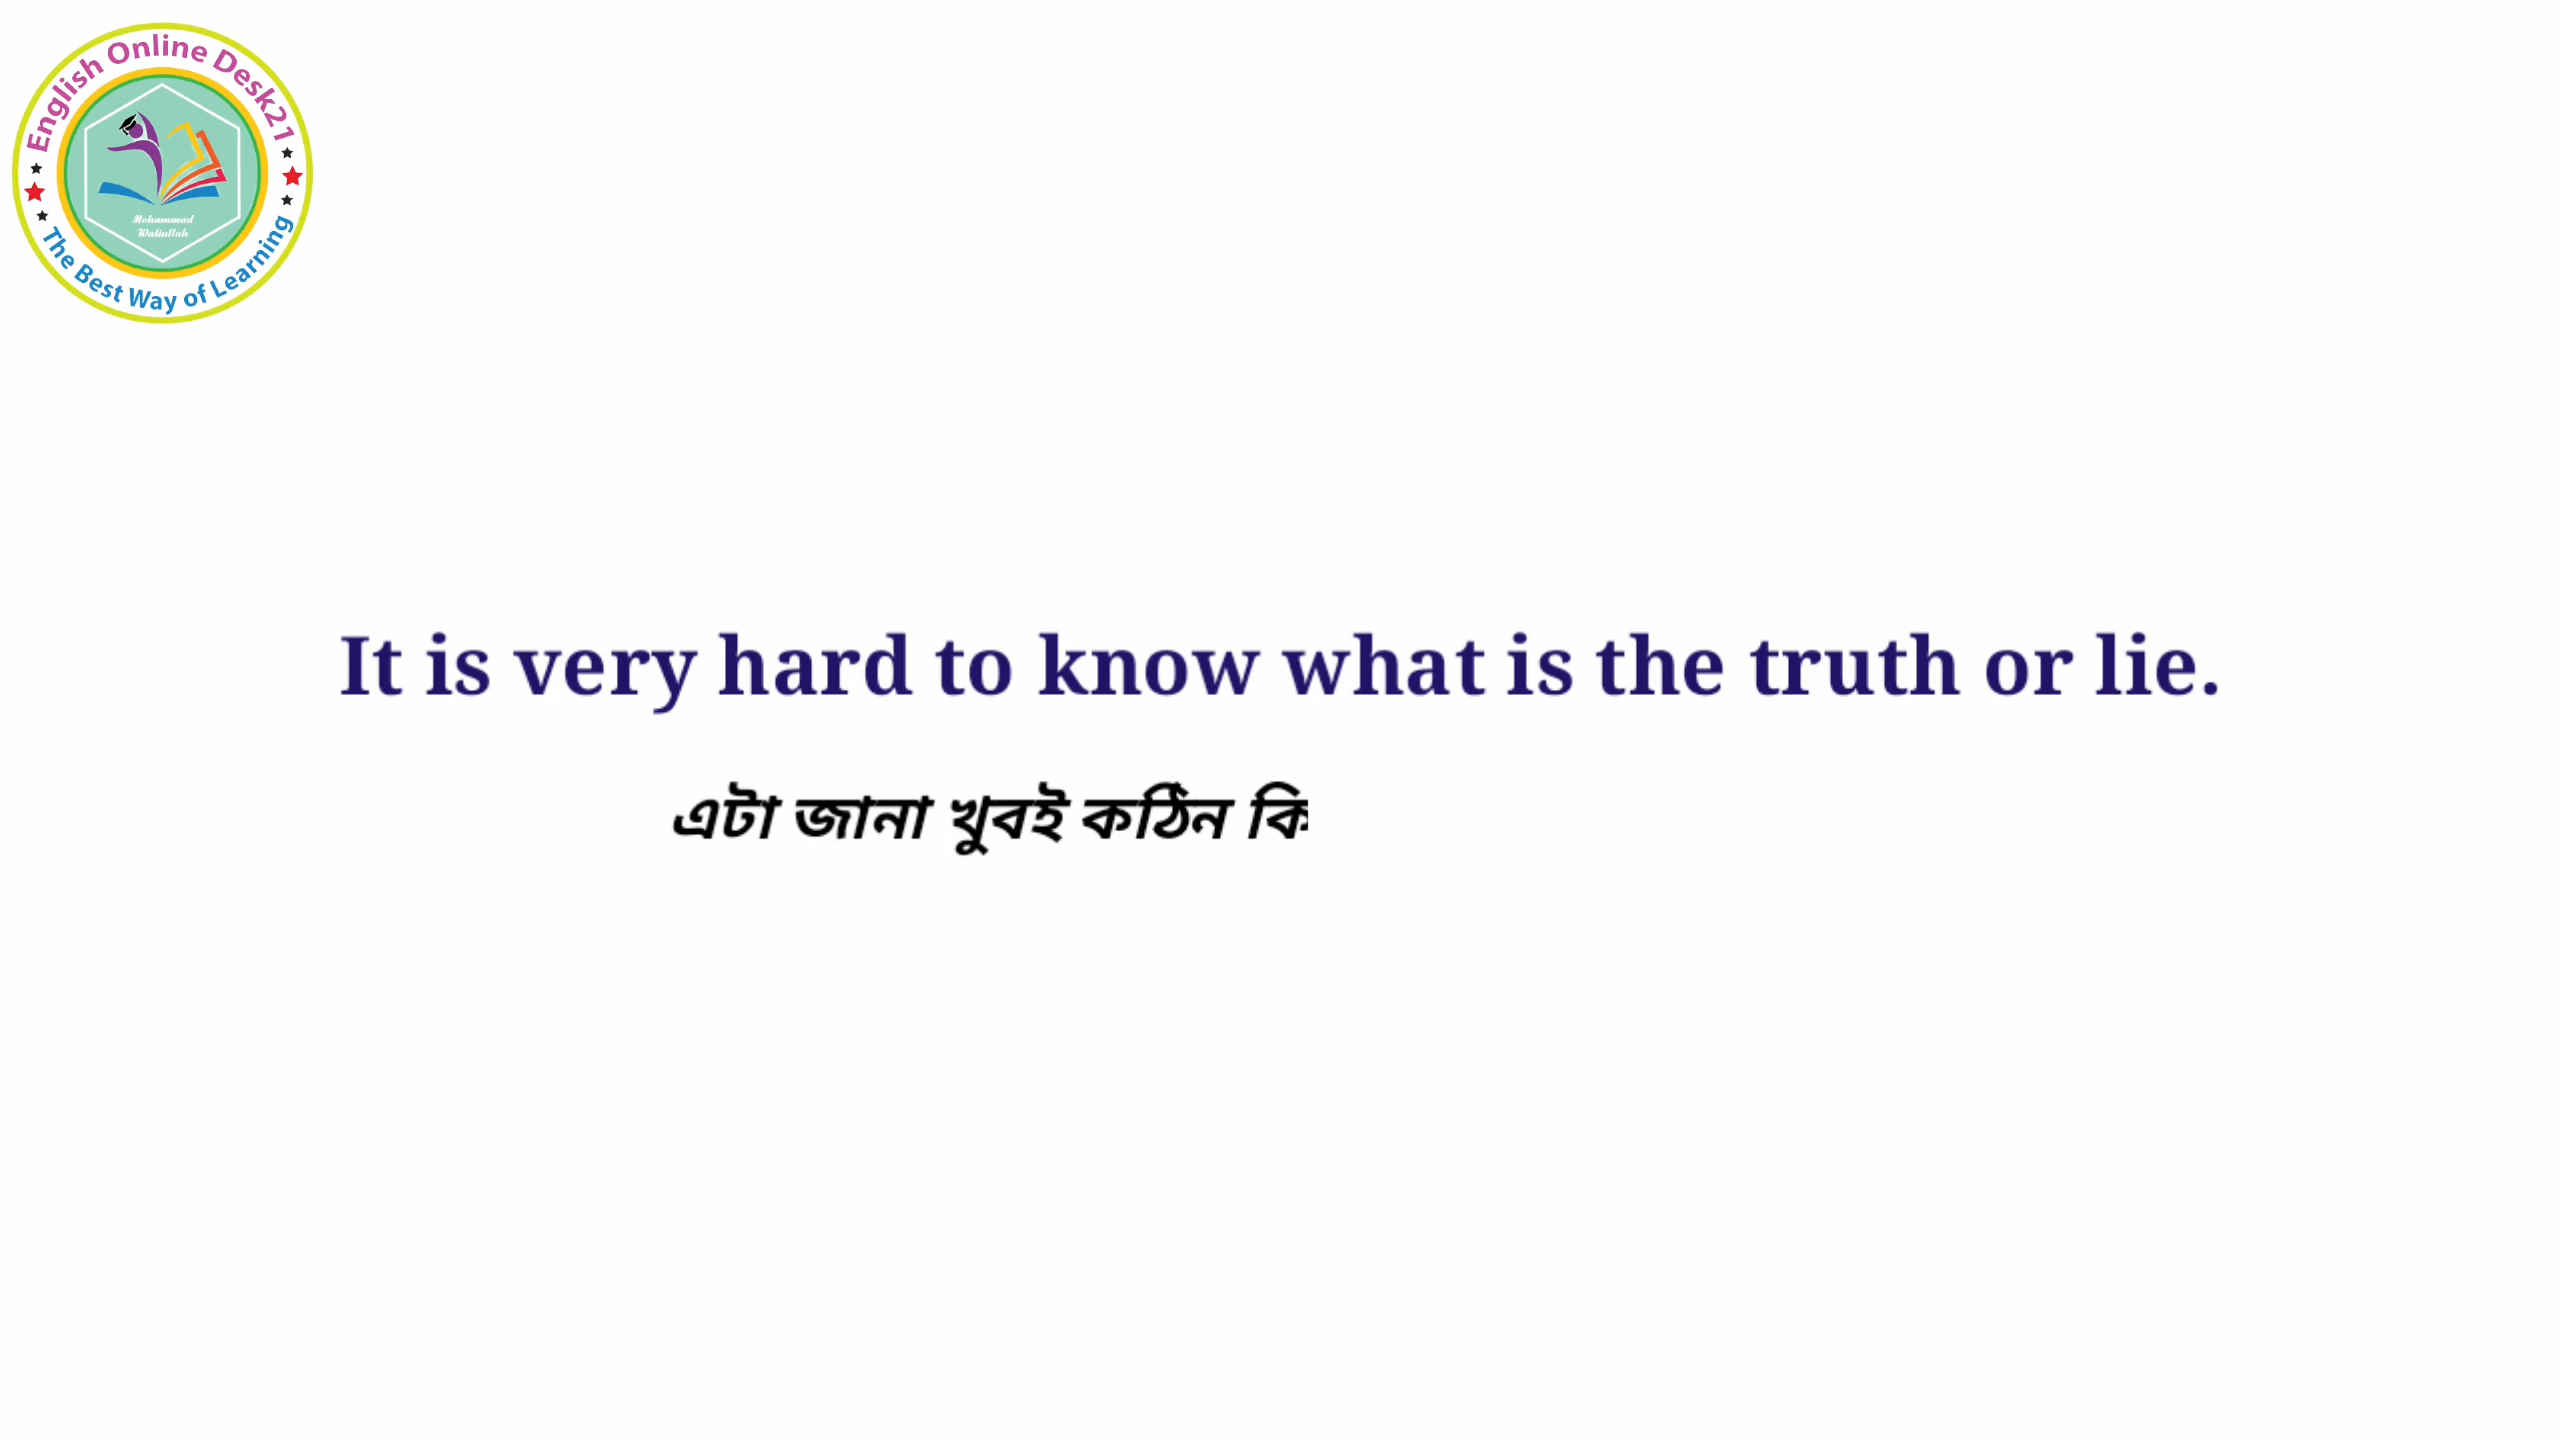 English Online Desk21
Mohammad
Waliullah
The Best Way of Learning
It is very hard to know what is the truth or lie.
এটা জানা খুবই কঠিন কি